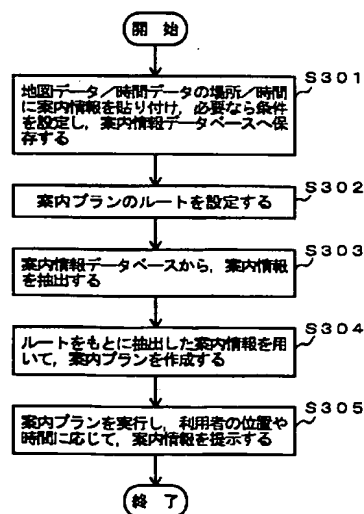 開 始
S301
地図データ／時間データの場所／時間
に案内情報を貼り付け，必要なら条件
を設定し，案内情報データベースへ保
存する
S302
案内プランのルートを設定する
S303
案内情報データベースから，案内情報
を抽出する
S304
ルートをもとに抽出した案内情報を用
いて，案内プランを作成する
S305
案内プランを実行し，利用者の位置や
時間に応じて，案内情報を提示する
終 了